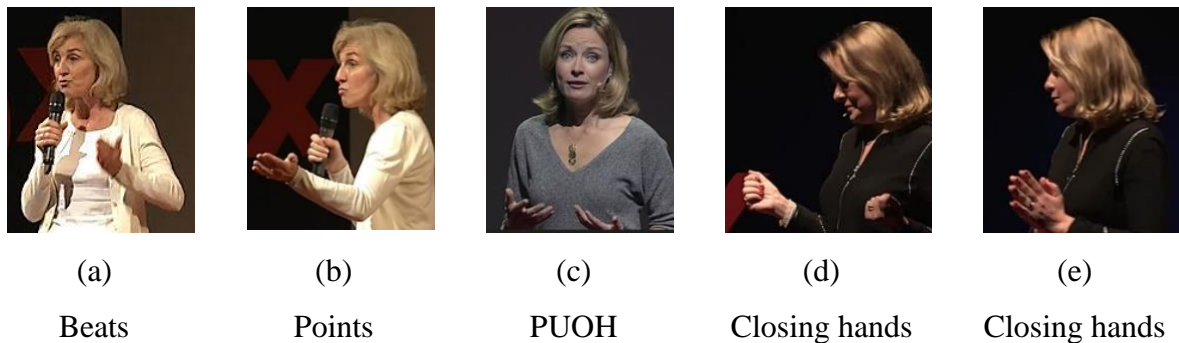 X
X
(a) (b) (c) (d) (e)
Beats Points PUOH Closing hands Closing hands